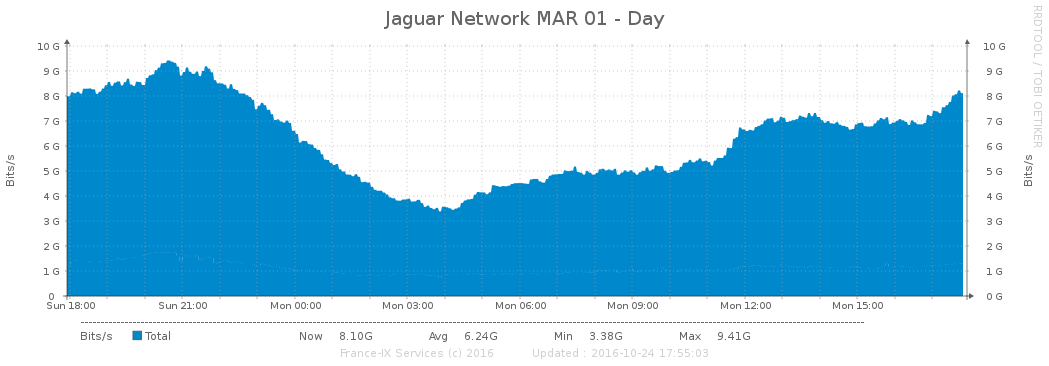 Jaguar Network MAR 01 - Day
RRDTOOL / TOBI OETIKER
10 G 10 G
9 G 9 G
8 G 8 G
7 G 7 G
6 G 6 G
5 G 5 G
4 G 4 G
3 G 3 G
2 G 2 G
1 G 1 G
0 0 G
Bits/s
Bits/s
Sun 18:00 Sun 21:00 Mon 00:00 Mon 03:00 Mon 06:00 Mon 09:00 Mon 12:00 Mon 15:00
Bits/s Total Now 8.10G Avg 6.24G Min 3.38G Max 9.41G
France-IX Services (c) 2016 Updated : 2016-10-24 17:55:03